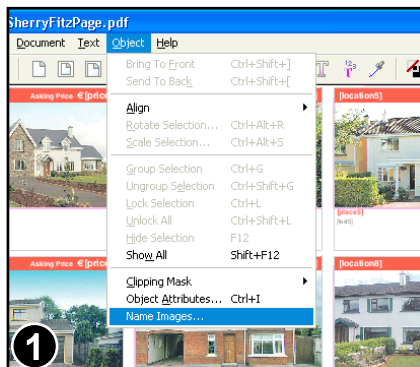 SherryFitzPage.pdf
Document Text Object Help
Bring To Front Ctrl+Shift+]
Send To Back Ctrl+Shift+[
Align
Rotate Selection... Ctrl+Alt+R
Scale Selection... Ctrl+Alt+S
Group Selection Ctrl+G
Ungroup Selection Ctrl+Shift+G
Lock Selection Ctrl+L
Unlock All Ctrl+Shift+L
Hide Selection F12
Show All Shift+F12
Clipping Mask
Object Attributes... Ctrl+I
Name Images...
Asking Price €[price
[location5]
[place5]
[text5]
Asking Price €[price
[location8]
1